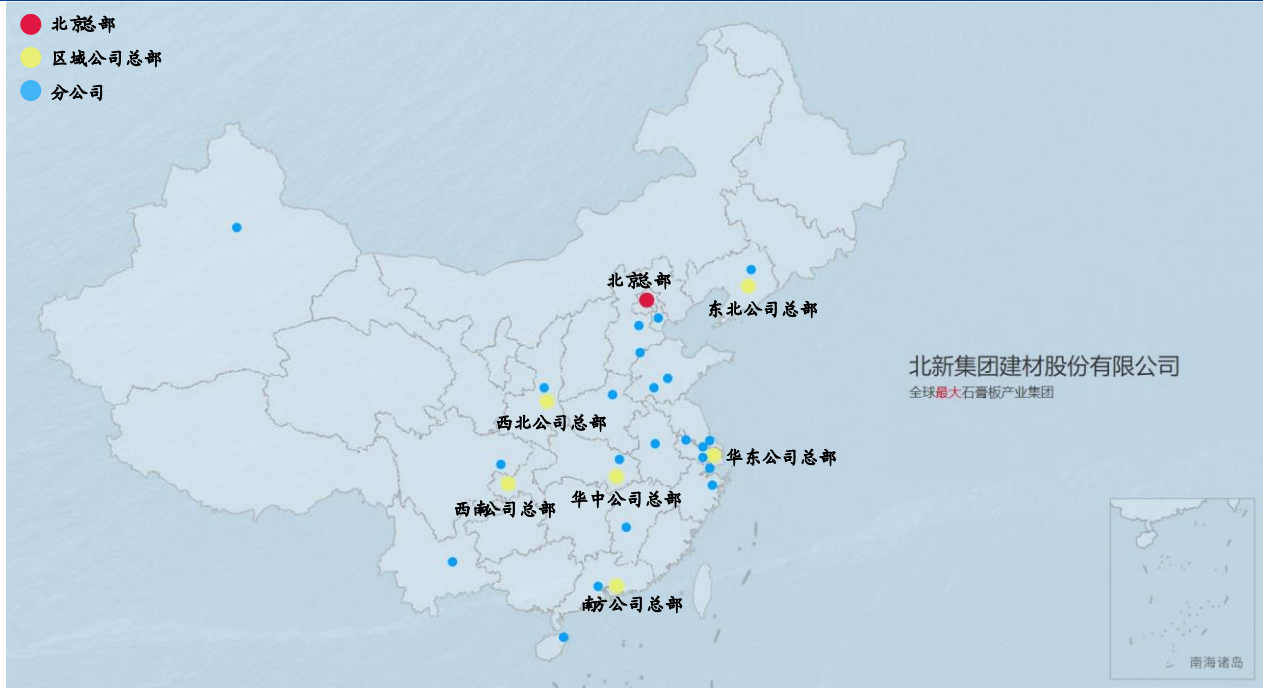 北京总部
区域公司总部
分公司
北京总部
东北公司总部
北新集团建材股份有限公司
全球最大石膏板产业集团
西北公司总部
华东公司总部
华中公司总部
西南公司总部
南方公司总部
南海诸岛